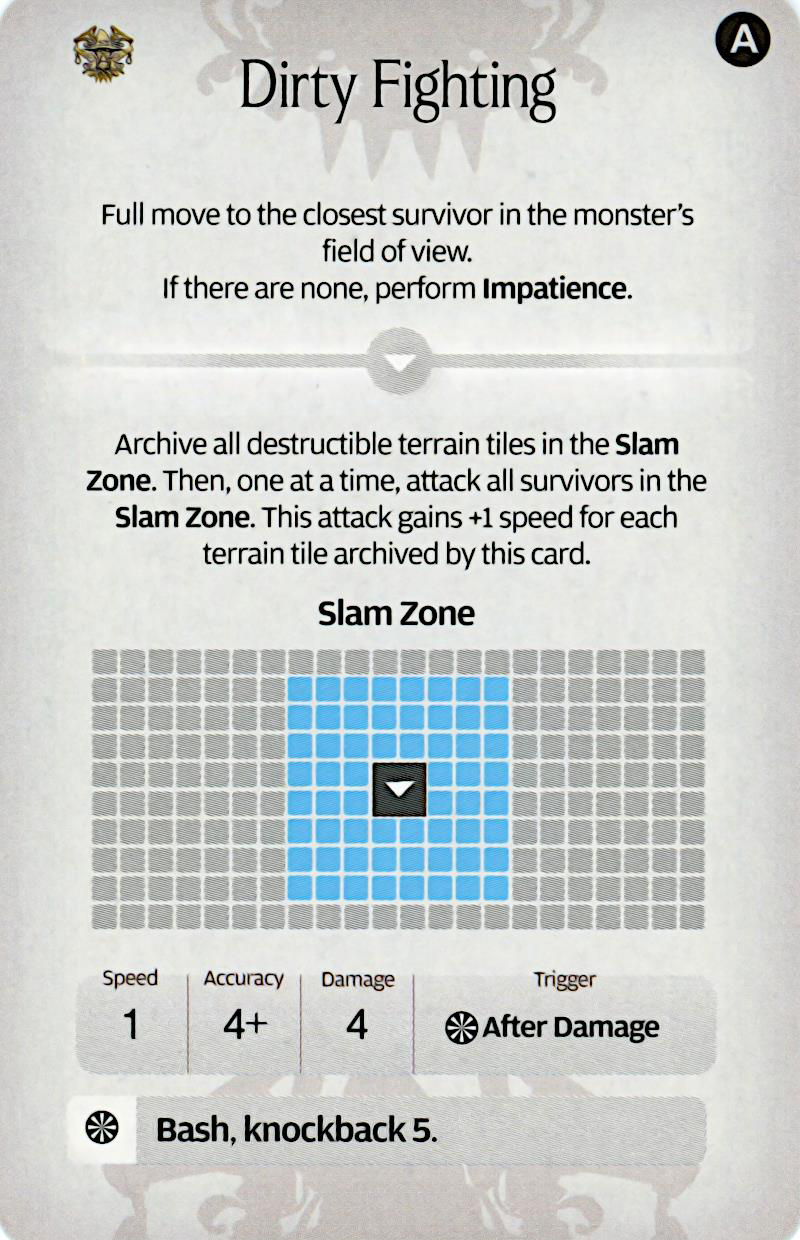 A
Dirty Fighting
Full move to the closest survivor in the monster's
field of view.
If there are none, perform Impatience.
Archive all destructible terrain tiles in the Slam
Zone. Then, one at a time, attack all survivors in the
Slam Zone. This attack gains +1 speed for each
terrain tile archived by this card.
Slam Zone
Speed Accuracy Damage Trigger
1 4+ 4 After Damage
Bash, knockback 5.